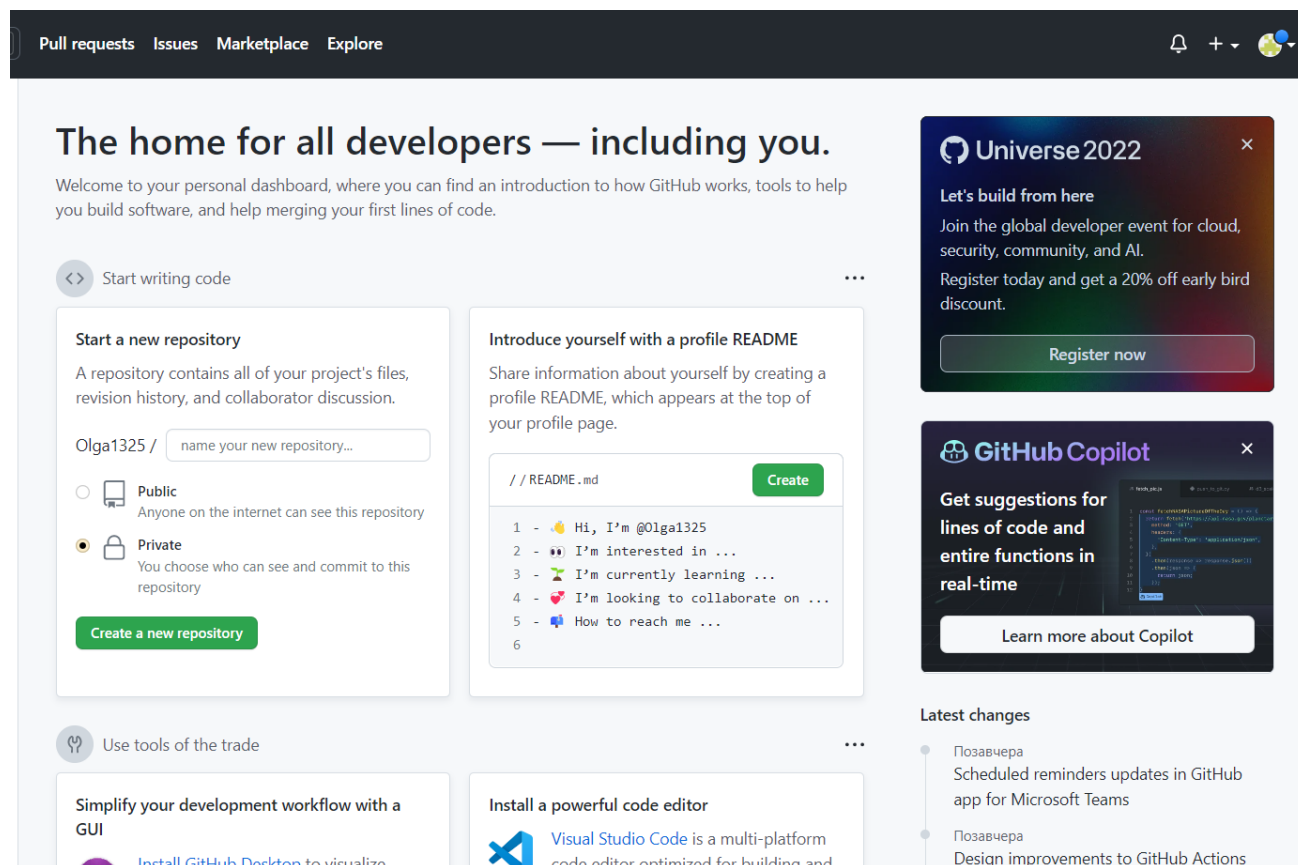 Pull requests Issues Marketplace Explore
The home for all developers — including you.
Welcome to your personal dashboard, where you can find an introduction to how GitHub works, tools to help
you build software, and help merging your first lines of code.
Start writing code
Start a new repository
A repository contains all of your project's files,
revision history, and collaborator discussion.
Olga1325 / name your new repository...
Public
Anyone on the internet can see this repository
Private
You choose who can see and commit to this
repository
Create a new repository
Introduce yourself with a profile README
Share information about yourself by creating a
profile README, which appears at the top of
your profile page.
//README.md Create
1 - 👋 Hi, I’m @Olga1325
2 - 👀 I’m interested in ...
3 - 🌱 I’m currently learning ...
4 - 💞️ I’m looking to collaborate on ...
5 - 📫 How to reach me ...
6
Use tools of the trade
Simplify your development workflow with a
GUI
Install GitHub Desktop to visualize
Install a powerful code editor
Visual Studio Code is a multi-platform
code editor optimized for building and
Universe 2022
Let's build from here
Join the global developer event for cloud,
security, community, and AI.
Register today and get a 20% off early bird
discount.
Register now
GitHub Copilot
Get suggestions for
lines of code and
entire functions in
real-time
Learn more about Copilot
Latest changes
Позавчера
Scheduled reminders updates in GitHub
app for Microsoft Teams
Позавчера
Design improvements to GitHub Actions